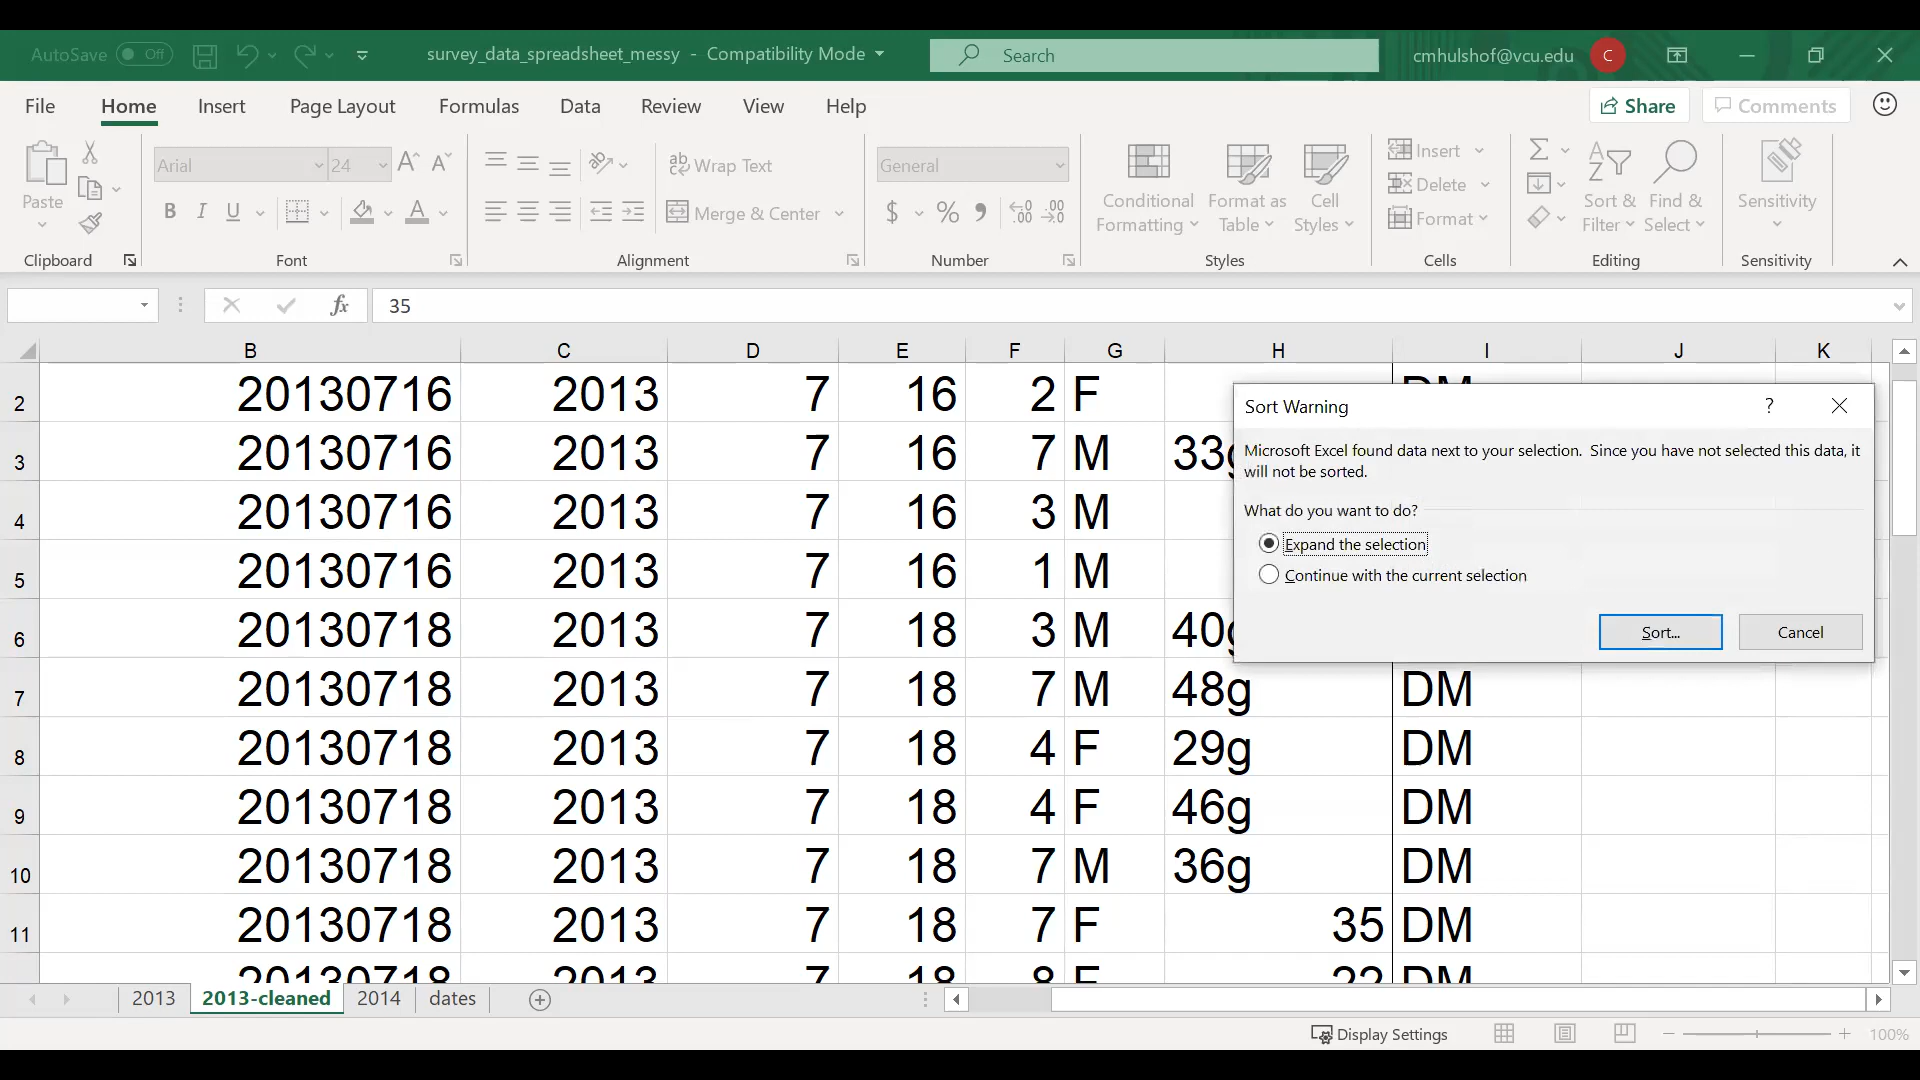 AutoSave Off survey_data_spreadsheet_messy - Compatibility Mode Search cmhulshof@vcu.edu C
File Home Insert Page Layout Formulas Data Review View Help Share Comments
Paste Arial 24 Wrap Text General Conditional Formatting Format as Table Cell Styles Insert Sort & Filter Find & Select Sensitivity
B I U A Merge & Center $ % Delete
Format
Clipboard Font Alignment Number Styles Cells Editing Sensitivity
fx 35
B C D E F G H I J K
2 20130716 2013 7 16 2 F
3 20130716 2013 7 16 7 M 33g
4 20130716 2013 7 16 3 M
5 20130716 2013 7 16 1 M
6 20130718 2013 7 18 3 M 40g
7 20130718 2013 7 18 7 M 48g DM
8 20130718 2013 7 18 4 F 29g DM
9 20130718 2013 7 18 4 F 46g DM
10 20130718 2013 7 18 7 M 36g DM
11 20130718 2013 7 18 7 F 35 DM
20130718 2013 7 18 8 F 22 DM
Sort Warning ?
Microsoft Excel found data next to your selection. Since you have not selected this data, it
will not be sorted.
What do you want to do?
Expand the selection
Continue with the current selection
Sort... Cancel
2013 2013-cleaned 2014 dates
Display Settings 100%